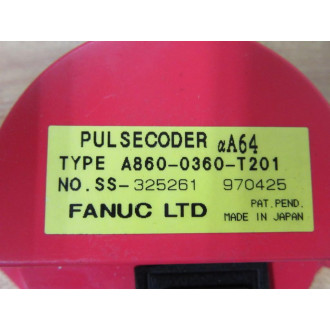 PULSECODER αA64
TYPE A860-0360-T201
NO.SS-325261 970425
FANUC LTD
PAT.PEND.
MADE IN JAPAN